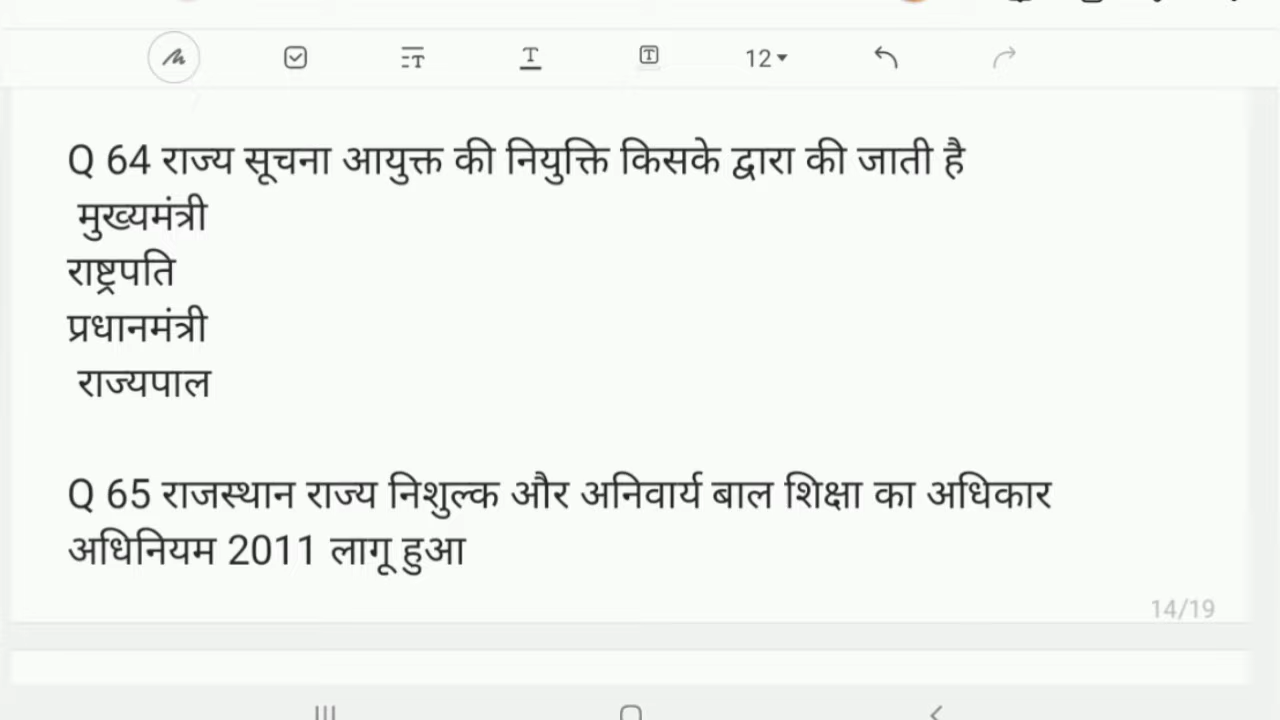 12
Q 64 राज्य सूचना आयुक्त की नियुक्ति किसके द्वारा की जाती है
मुख्यमंत्री
राष्ट्रपति
प्रधानमंत्री
राज्यपाल
Q 65 राजस्थान राज्य निशुल्क और अनिवार्य बाल शिक्षा का अधिकार
अधिनियम 2011 लागू हुआ
14/19